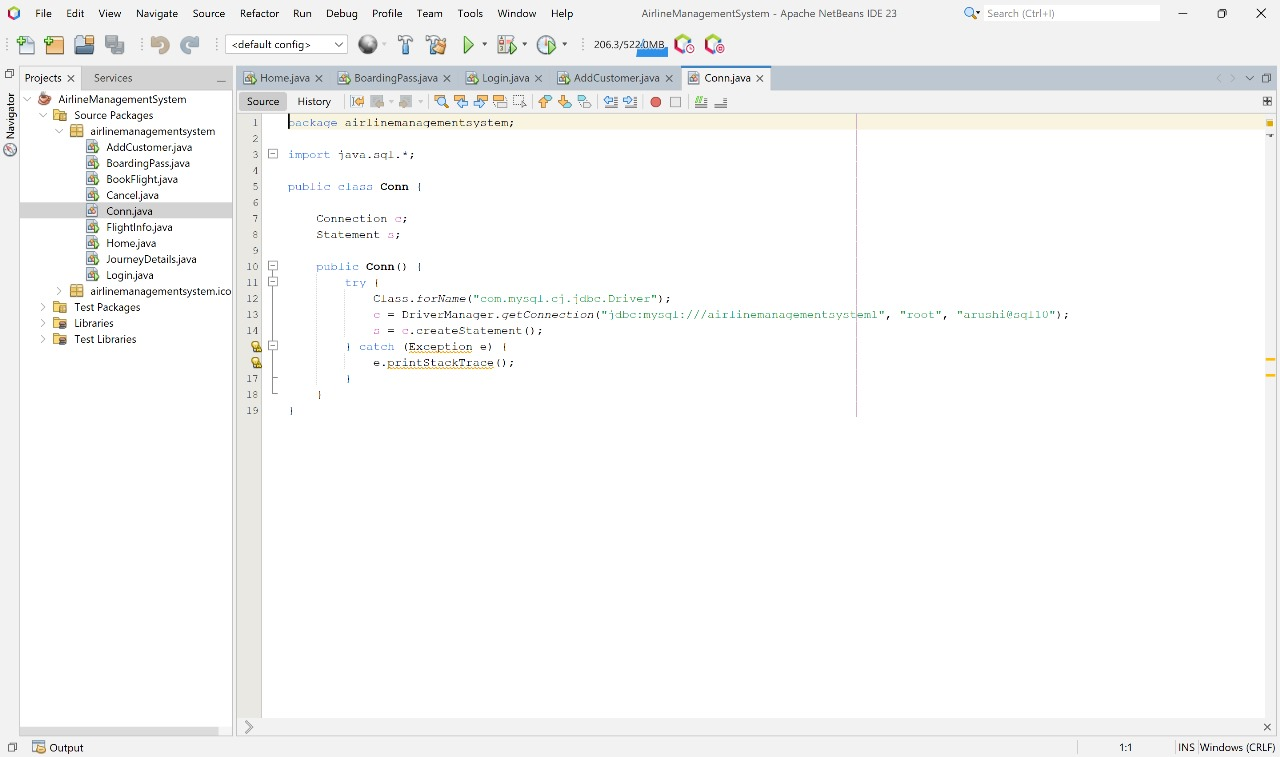 File Edit View Navigate Source Refactor Run Debug Profile Team Tools Window Help AirlineManagementSystem - Apache NetBeans IDE 23 Search (Ctrl+I)
<default config> 206.3/522.0MB
Projects Services
Navigator
AirlineManagementSystem
Source Packages
airlinemanagementsystem
AddCustomer.java
BoardingPass.java
BookFlight.java
Cancel.java
Conn.java
FlightInfo.java
Home.java
JourneyDetails.java
Login.java
airlinemanagementsystem.ico
Test Packages
Libraries
Test Libraries
Home.java BoardingPass.java Login.java AddCustomer.java Conn.java
Source History
1 package airlinemanagementsystem;
2
3 import java.sql.*;
4
5 public class Conn {
6
7 Connection c;
8 Statement s;
9
10 public Conn() {
11 try {
12 Class.forName("com.mysql.cj.jdbc.Driver");
13 c = DriverManager.getConnection("jdbc:mysql:///airlinemanagementsystem1", "root", "arushi@sql10");
14 s = c.createStatement();
} catch (Exception e) {
e.printStackTrace();
17 }
18 }
19 }
Output 1:1 INS Windows (CRLF)